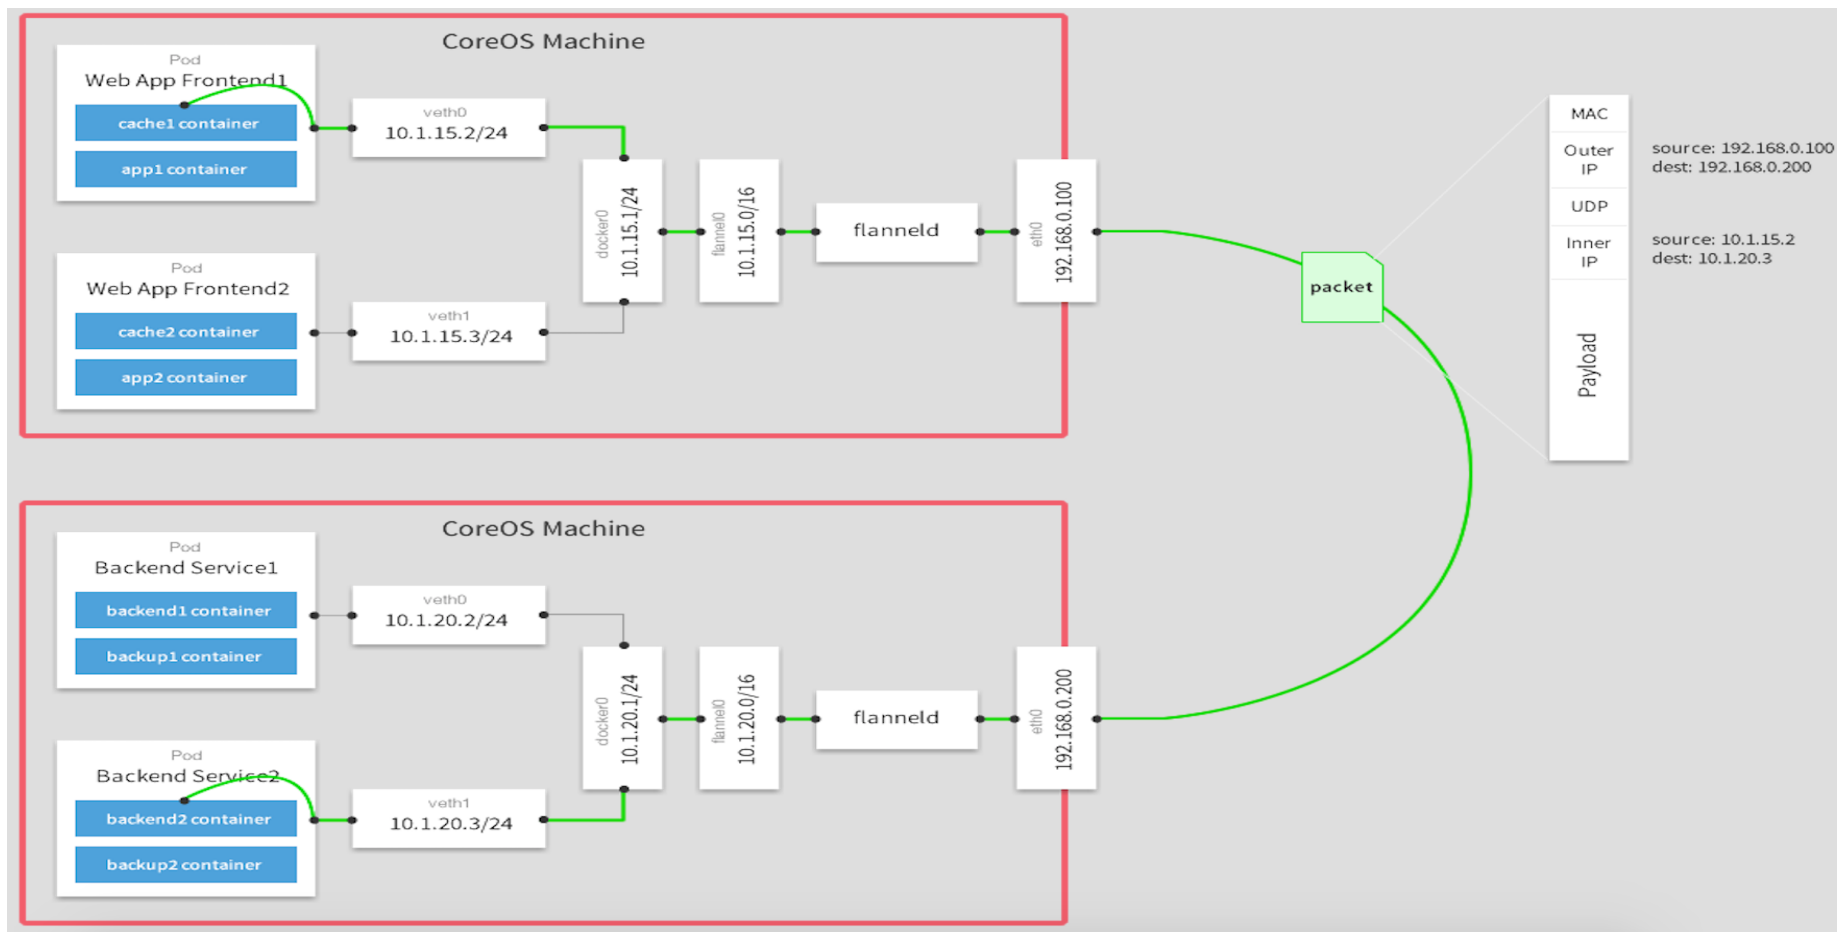 CoreOS Machine
Pod
Web App Frontend1
cache1 container
app1 container
veth0
10.1.15.2/24
Pod
Web App Frontend2
cache2 container
app2 container
veth1
10.1.15.3/24
docker0
10.1.15.1/24
flannel0
10.1.15.0/16
flanneld
eth0
192.168.0.100
packet
MAC
Outer
IP
source: 192.168.0.100
dest: 192.168.0.200
UDP
Inner
IP
source: 10.1.15.2
dest: 10.1.20.3
Payload
CoreOS Machine
Pod
Backend Service1
backend1 container
backup1 container
veth0
10.1.20.2/24
Pod
Backend Service2
backend2 container
backup2 container
veth1
10.1.20.3/24
docker0
10.1.20.1/24
flannel0
10.1.20.0/16
flanneld
eth0
192.168.0.200